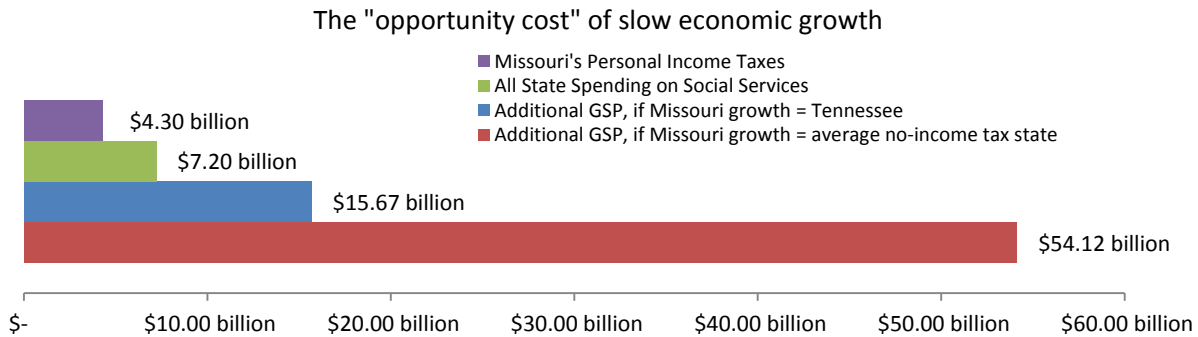 The "opportunity cost" of slow economic growth
Missouri's Personal Income Taxes
All State Spending on Social Services
Additional GSP, if Missouri growth = Tennessee
Additional GSP, if Missouri growth = average no-income tax state
$4.30 billion
$7.20 billion
$15.67 billion
$54.12 billion
$- $10.00 billion $20.00 billion $30.00 billion $40.00 billion $50.00 billion $60.00 billion